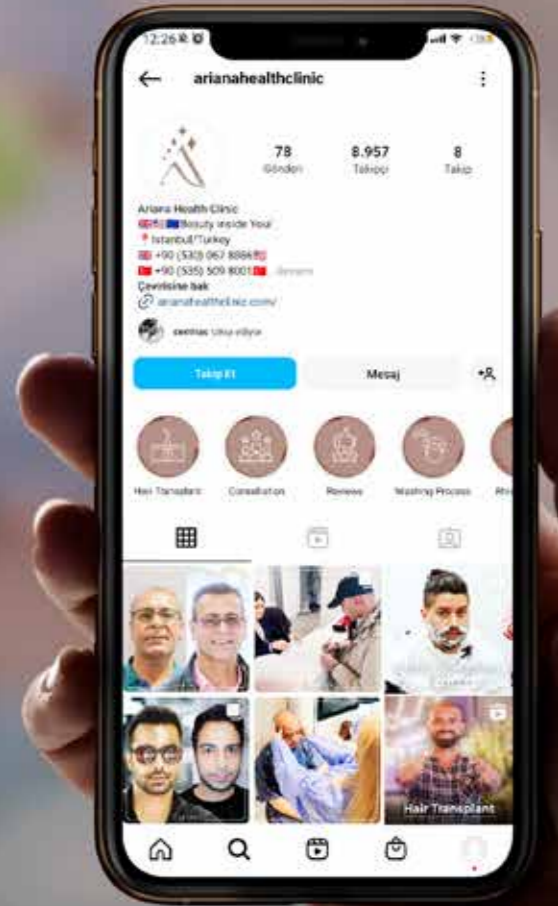 12:26
arianahealthclinic
78 8.957 8
Gönderi Takipçi Takip
Ariana Health Clinic
Beauty inside You!
Istanbul/Turkey
+90 (530) 067 8886
+90 (535) 509 8001
Çevirisine bak
arianahealthclinic.com/
takip ediyor
Takip Et Mesaj
Hair Transplant Consultation Reviews Washing Process
Hair Transplant